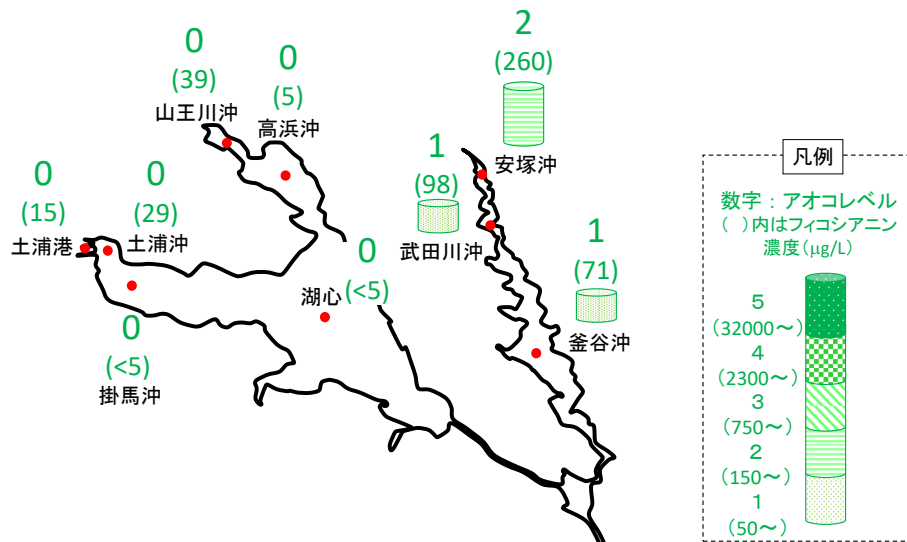 0
(39)
山王川沖
0
(5)
高浜沖
2
(260)
安塚沖
1
(98)
武田川沖
0
(15)
土浦港
0
(29)
土浦沖
0
(<5)
湖心
1
(71)
釜谷沖
0
(<5)
掛馬沖
凡例
数字：アオコレベル
(　)内はフィコシアニン
濃度(μg/L)
5
(32000～)
4
(2300～)
3
(750～)
2
(150～)
1
(50～)